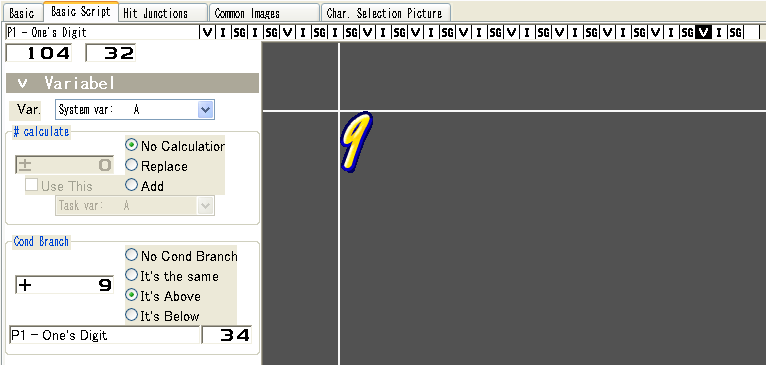 Basic Basic Script Hit Junctions Common Images Char. Selection Picture
P1 - One's Digit V I SG V I SG V I SG V I SG V I SG V I SG V I SG V I SG V I SG V I SG V I SG
104 32
V Variabel
Var. System var: A
# calculate
No Calculation
± 0 Replace
Use This Add
Task var: A
Cond Branch
No Cond Branch
It's the same
+ 9
It's Above
It's Below
P1 - One's Digit 34
9